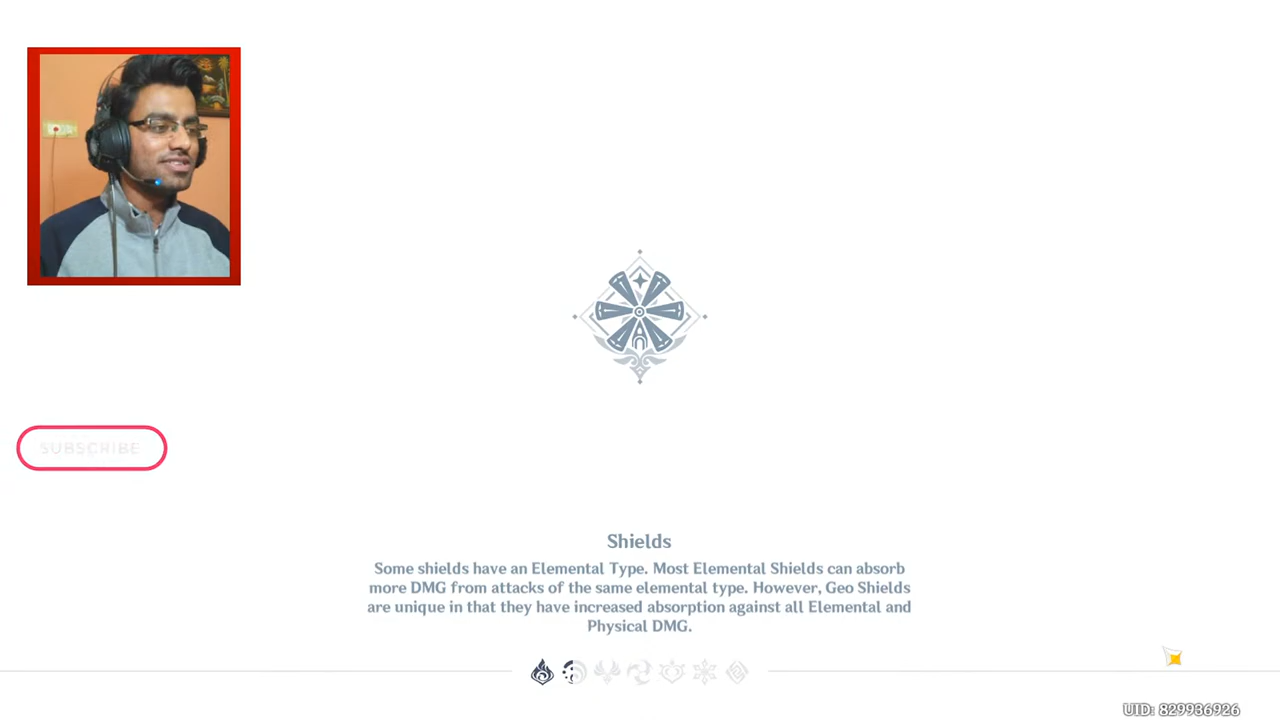 SUBSCRIBE
Shields
Some shields have an Elemental Type. Most Elemental Shields can absorb
more DMG from attacks of the same elemental type. However, Geo Shields
are unique in that they have increased absorption against all Elemental and
Physical DMG.
UID: 829936926